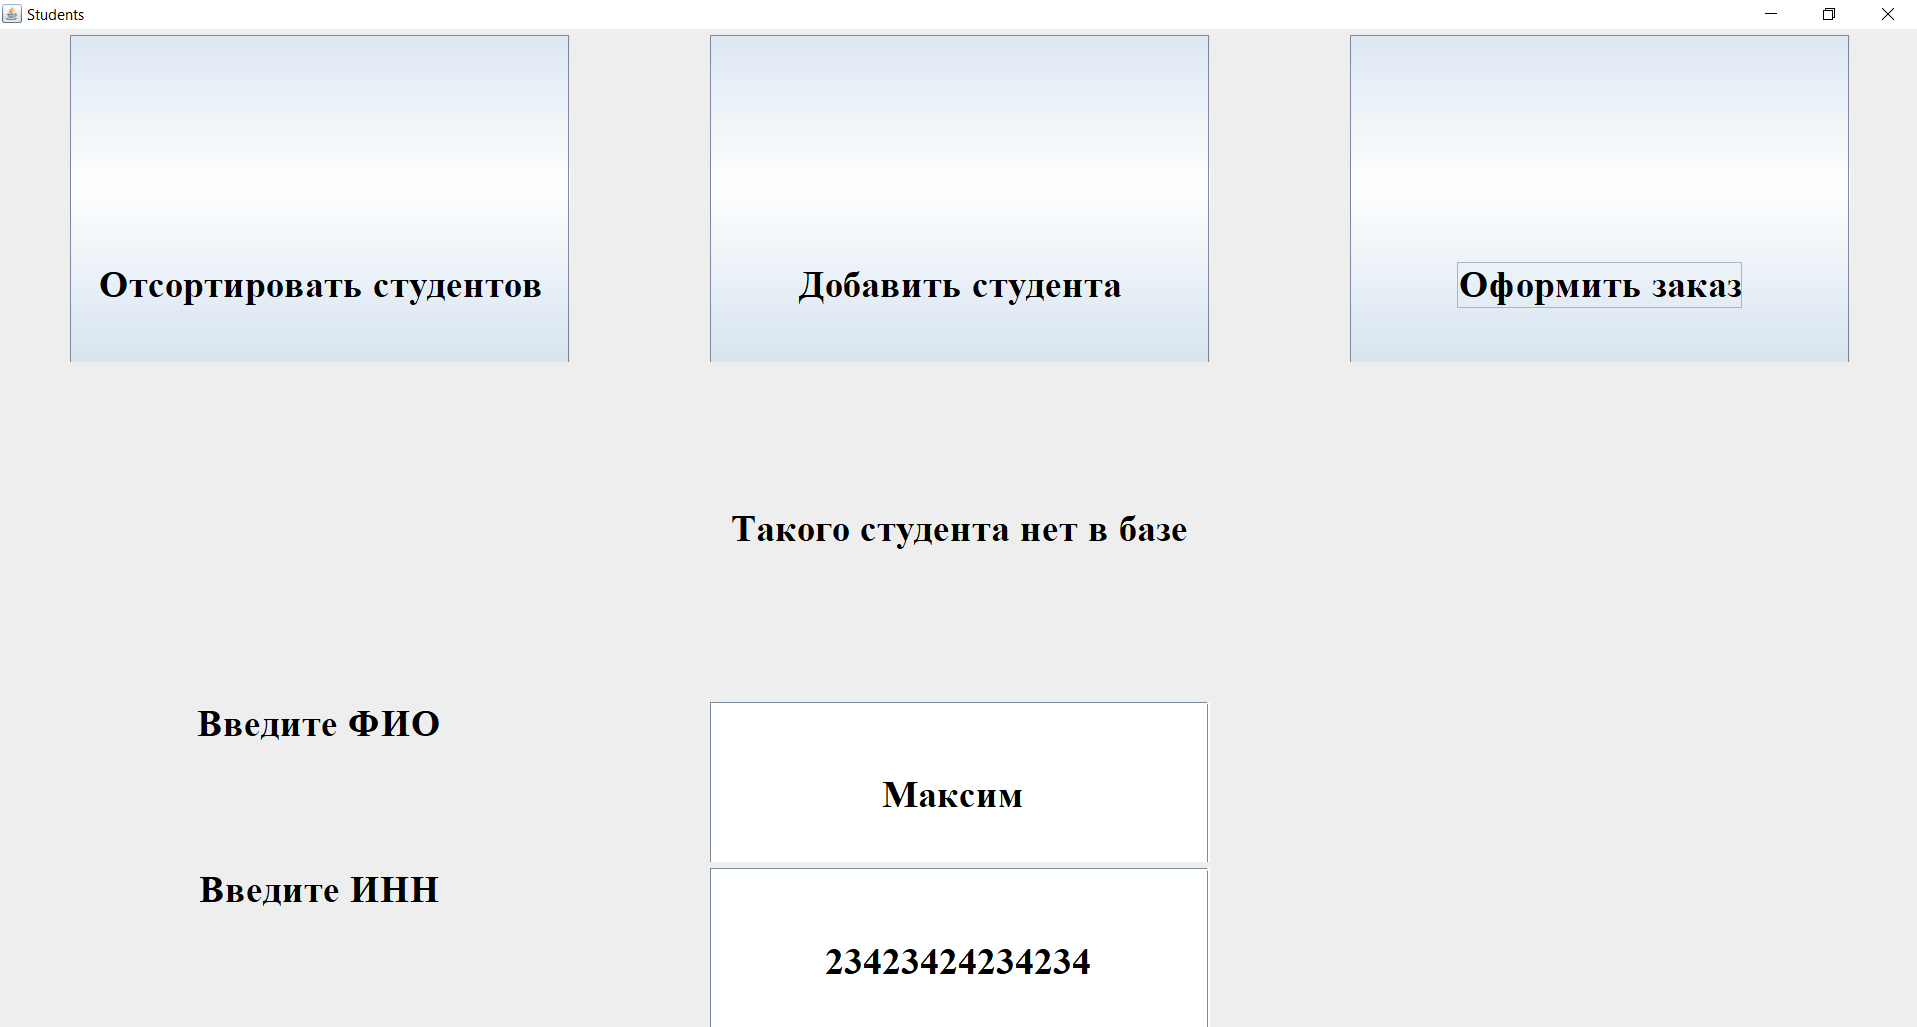 Students
Отсортировать студентов
Добавить студента
Оформить заказ
Такого студента нет в базе
Введите ФИО
Максим
Введите ИНН
23423424234234